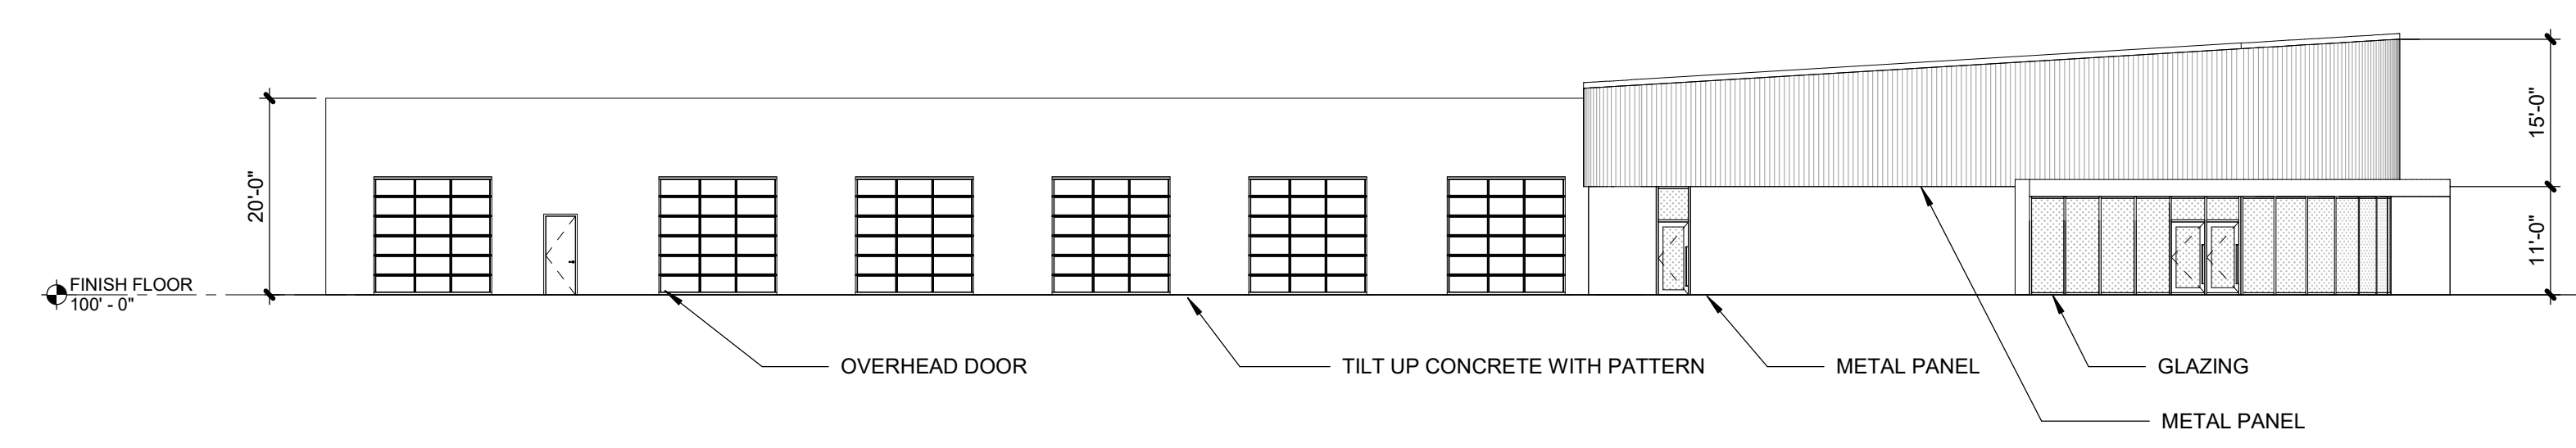 20'-0"
15'-0"
11'-0"
FINISH FLOOR
100' - 0"
OVERHEAD DOOR
TILT UP CONCRETE WITH PATTERN
METAL PANEL
GLAZING
METAL PANEL